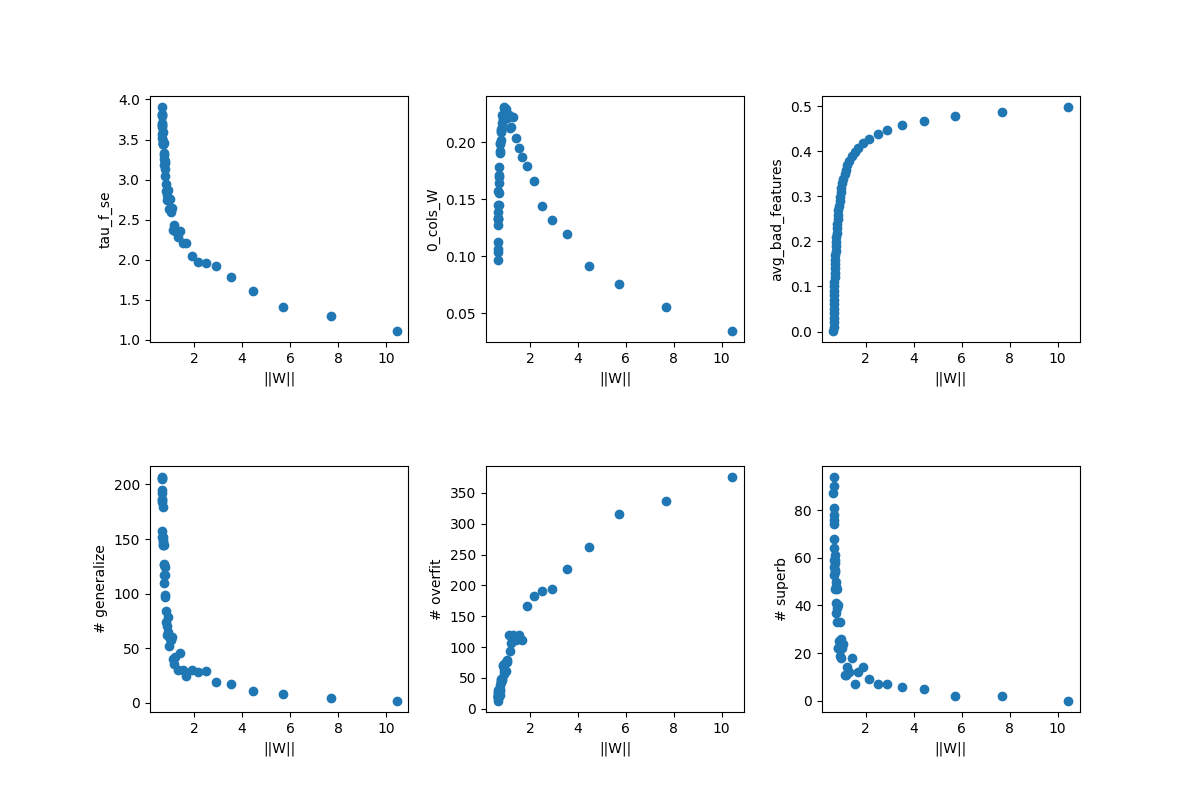 4.0
3.5
3.0
2.5
2.0
1.5
1.0
tau_f_se
2 4 6 8 10
||W||
0.20
0.15
0.10
0.05
0_cols_W
2 4 6 8 10
||W||
0.5
0.4
0.3
0.2
0.1
0.0
avg_bad_features
2 4 6 8 10
||W||
200
150
100
50
0
# generalize
2 4 6 8 10
||W||
350
300
250
200
150
100
50
0
# overfit
2 4 6 8 10
||W||
80
60
40
20
0
# superb
2 4 6 8 10
||W||